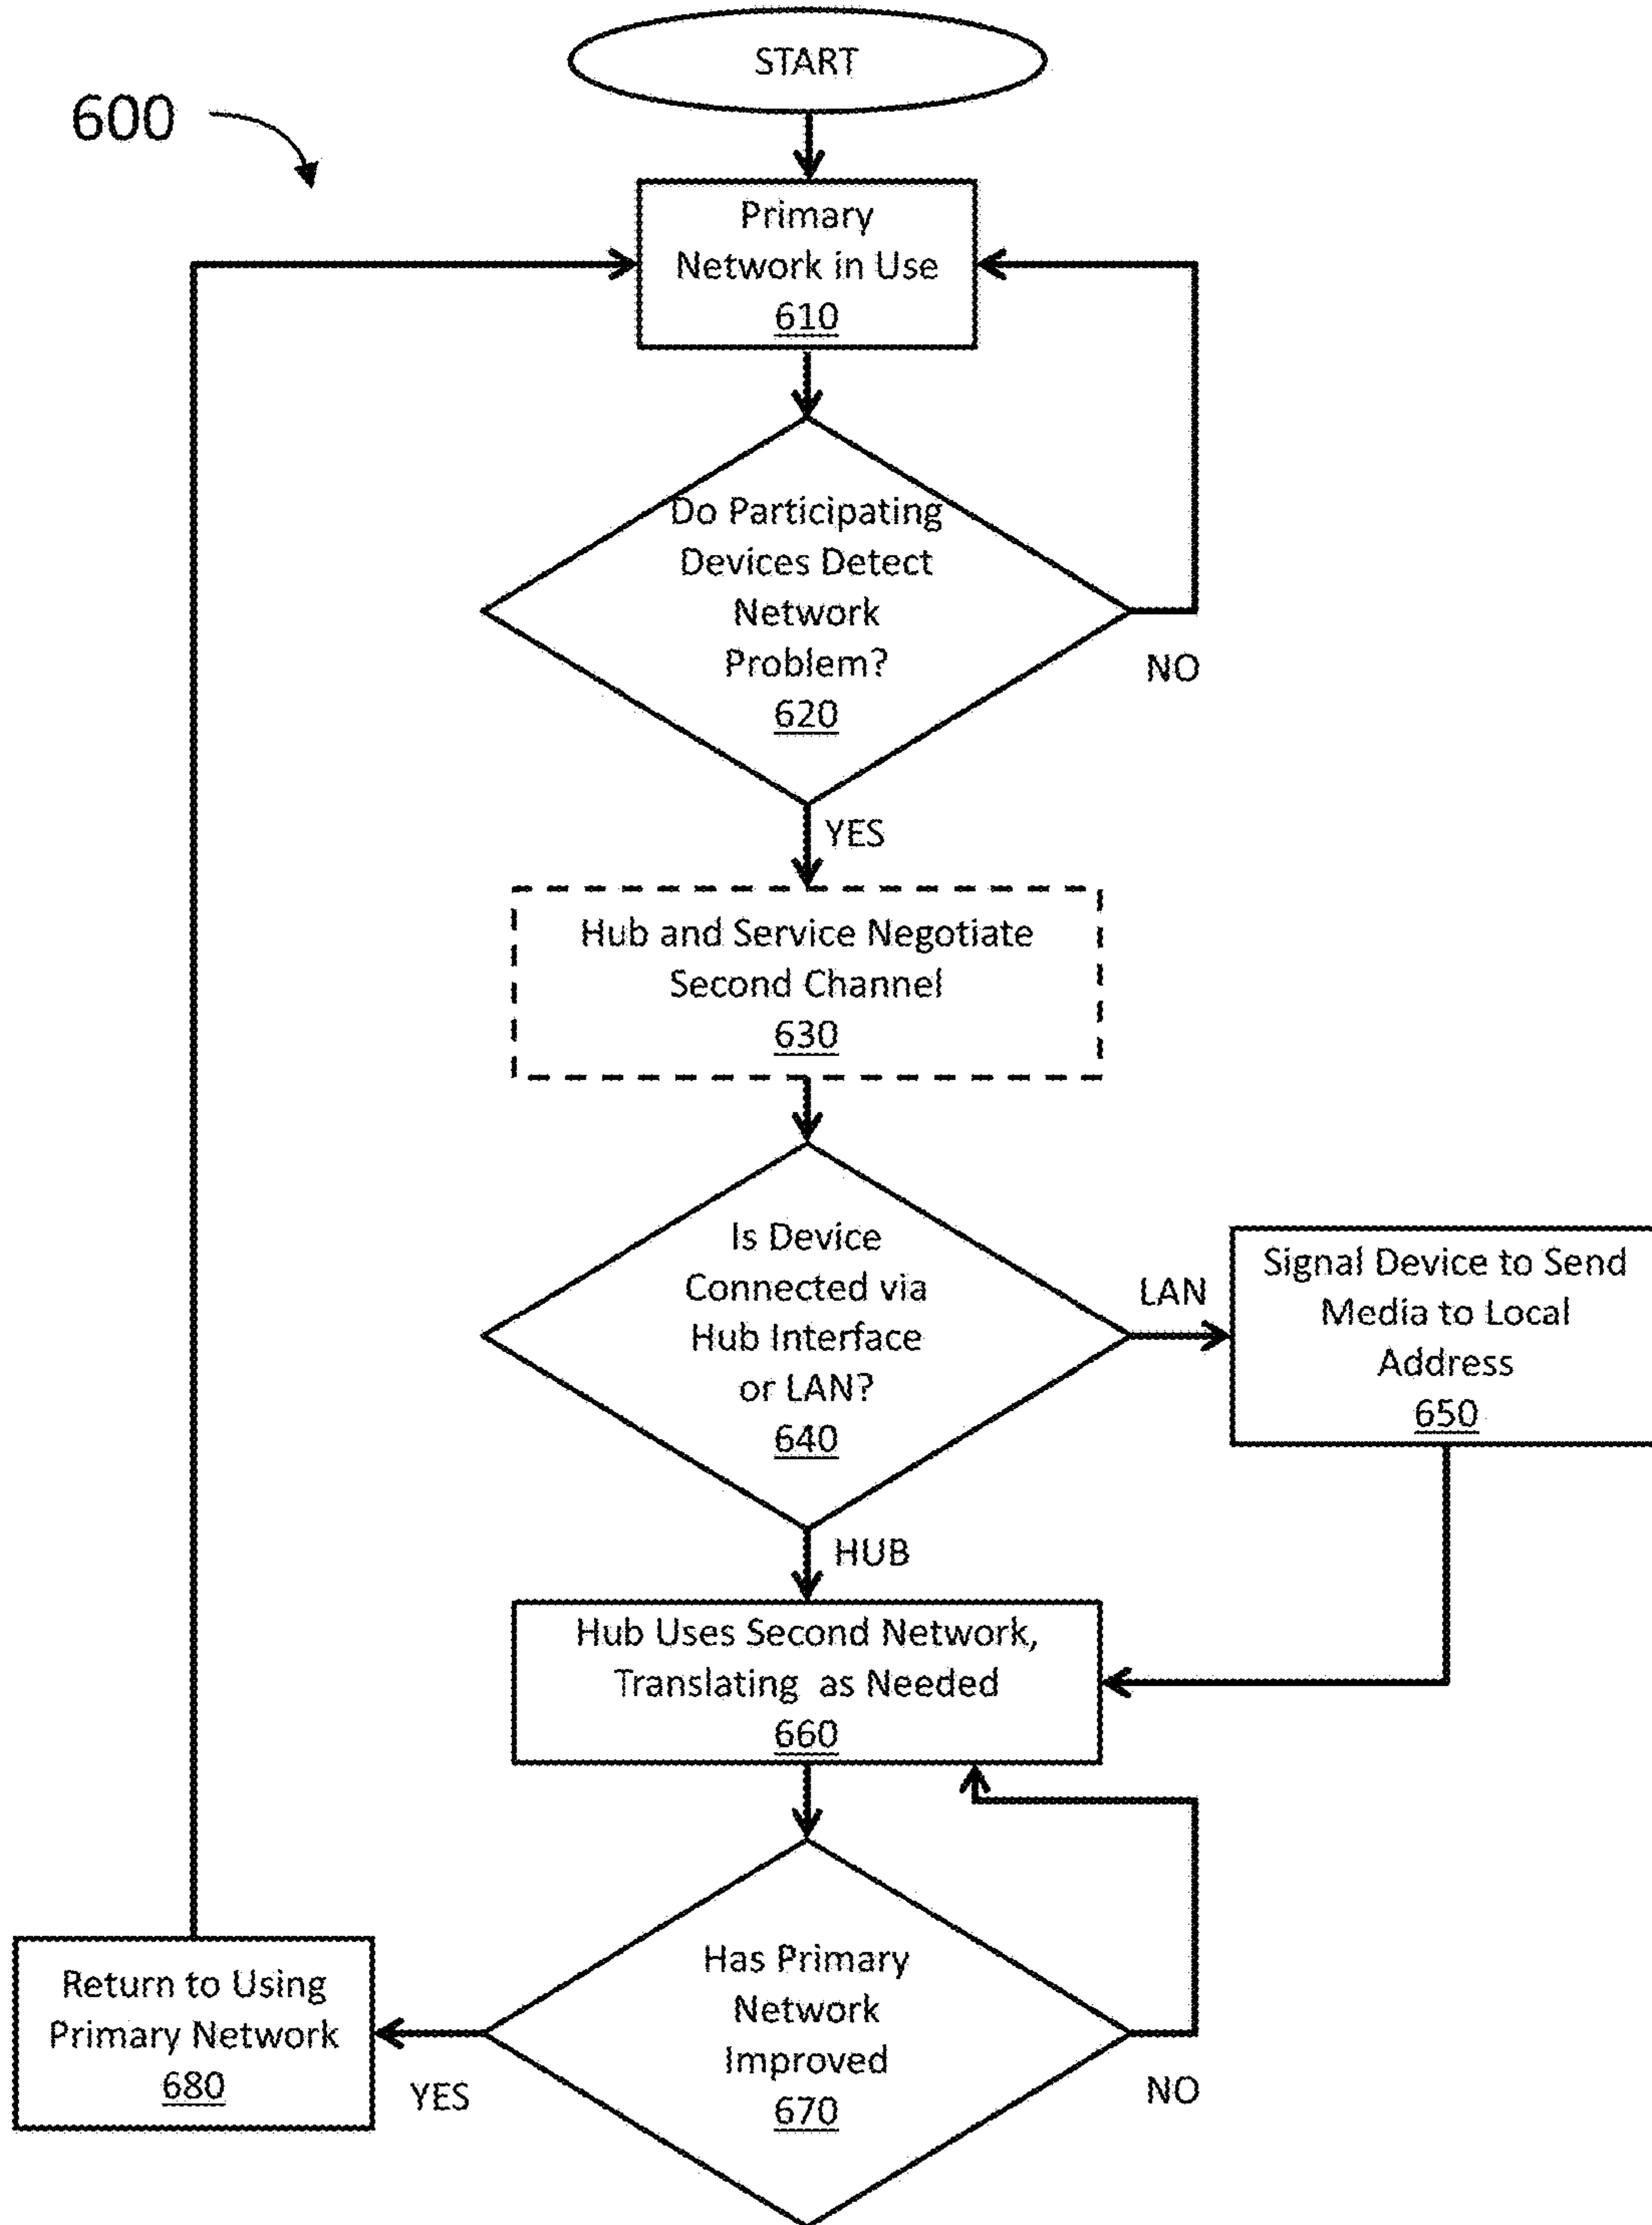 START
600
Primary
Network in Use
610
Do Participating
Devices Detect
Network
Problem?
620
NO
YES
Hub and Service Negotiate
Second Channel
630
Is Device
Connected via
Hub Interface
or LAN?
640
LAN
Signal Device to Send
Media to Local
Address
650
HUB
Hub Uses Second Network,
Translating as Needed
660
Has Primary
Network
Improved
670
NO
YES
Return to Using
Primary Network
680